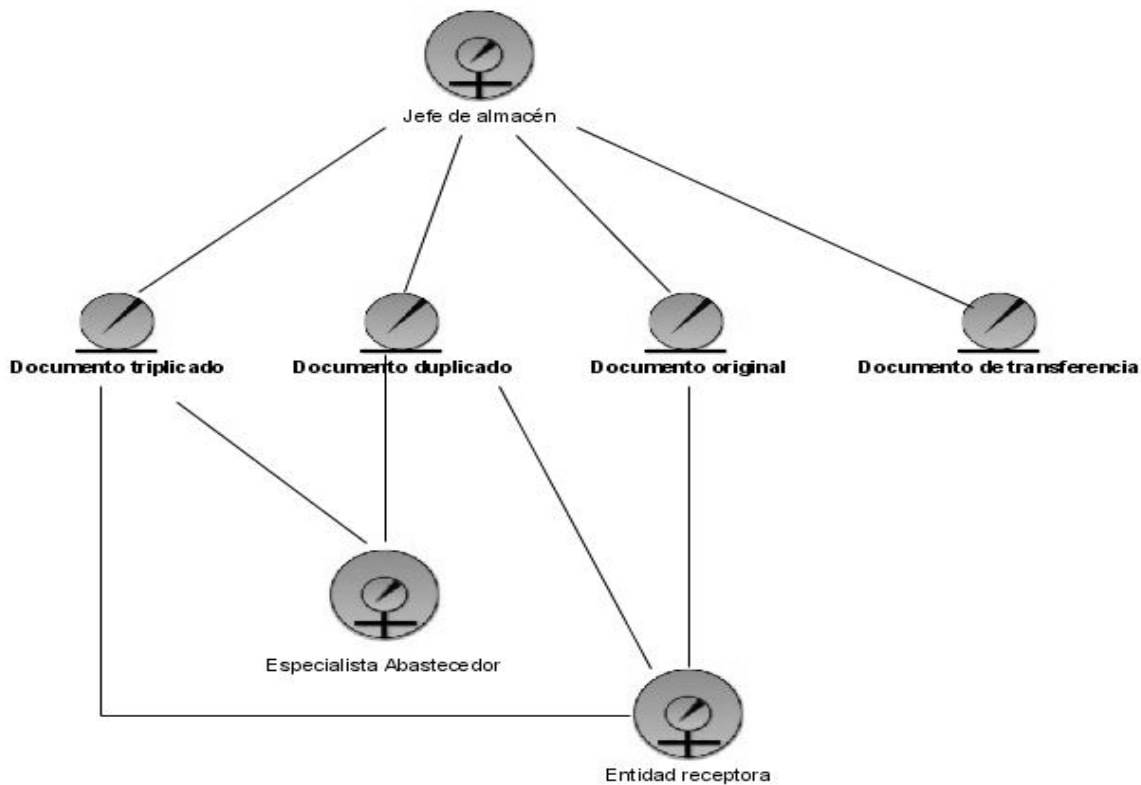 Jefe de almacén
Documento triplicado
Documento duplicado
Documento original
Documento de transferencia
Especialista Abastecedor
Entidad receptora